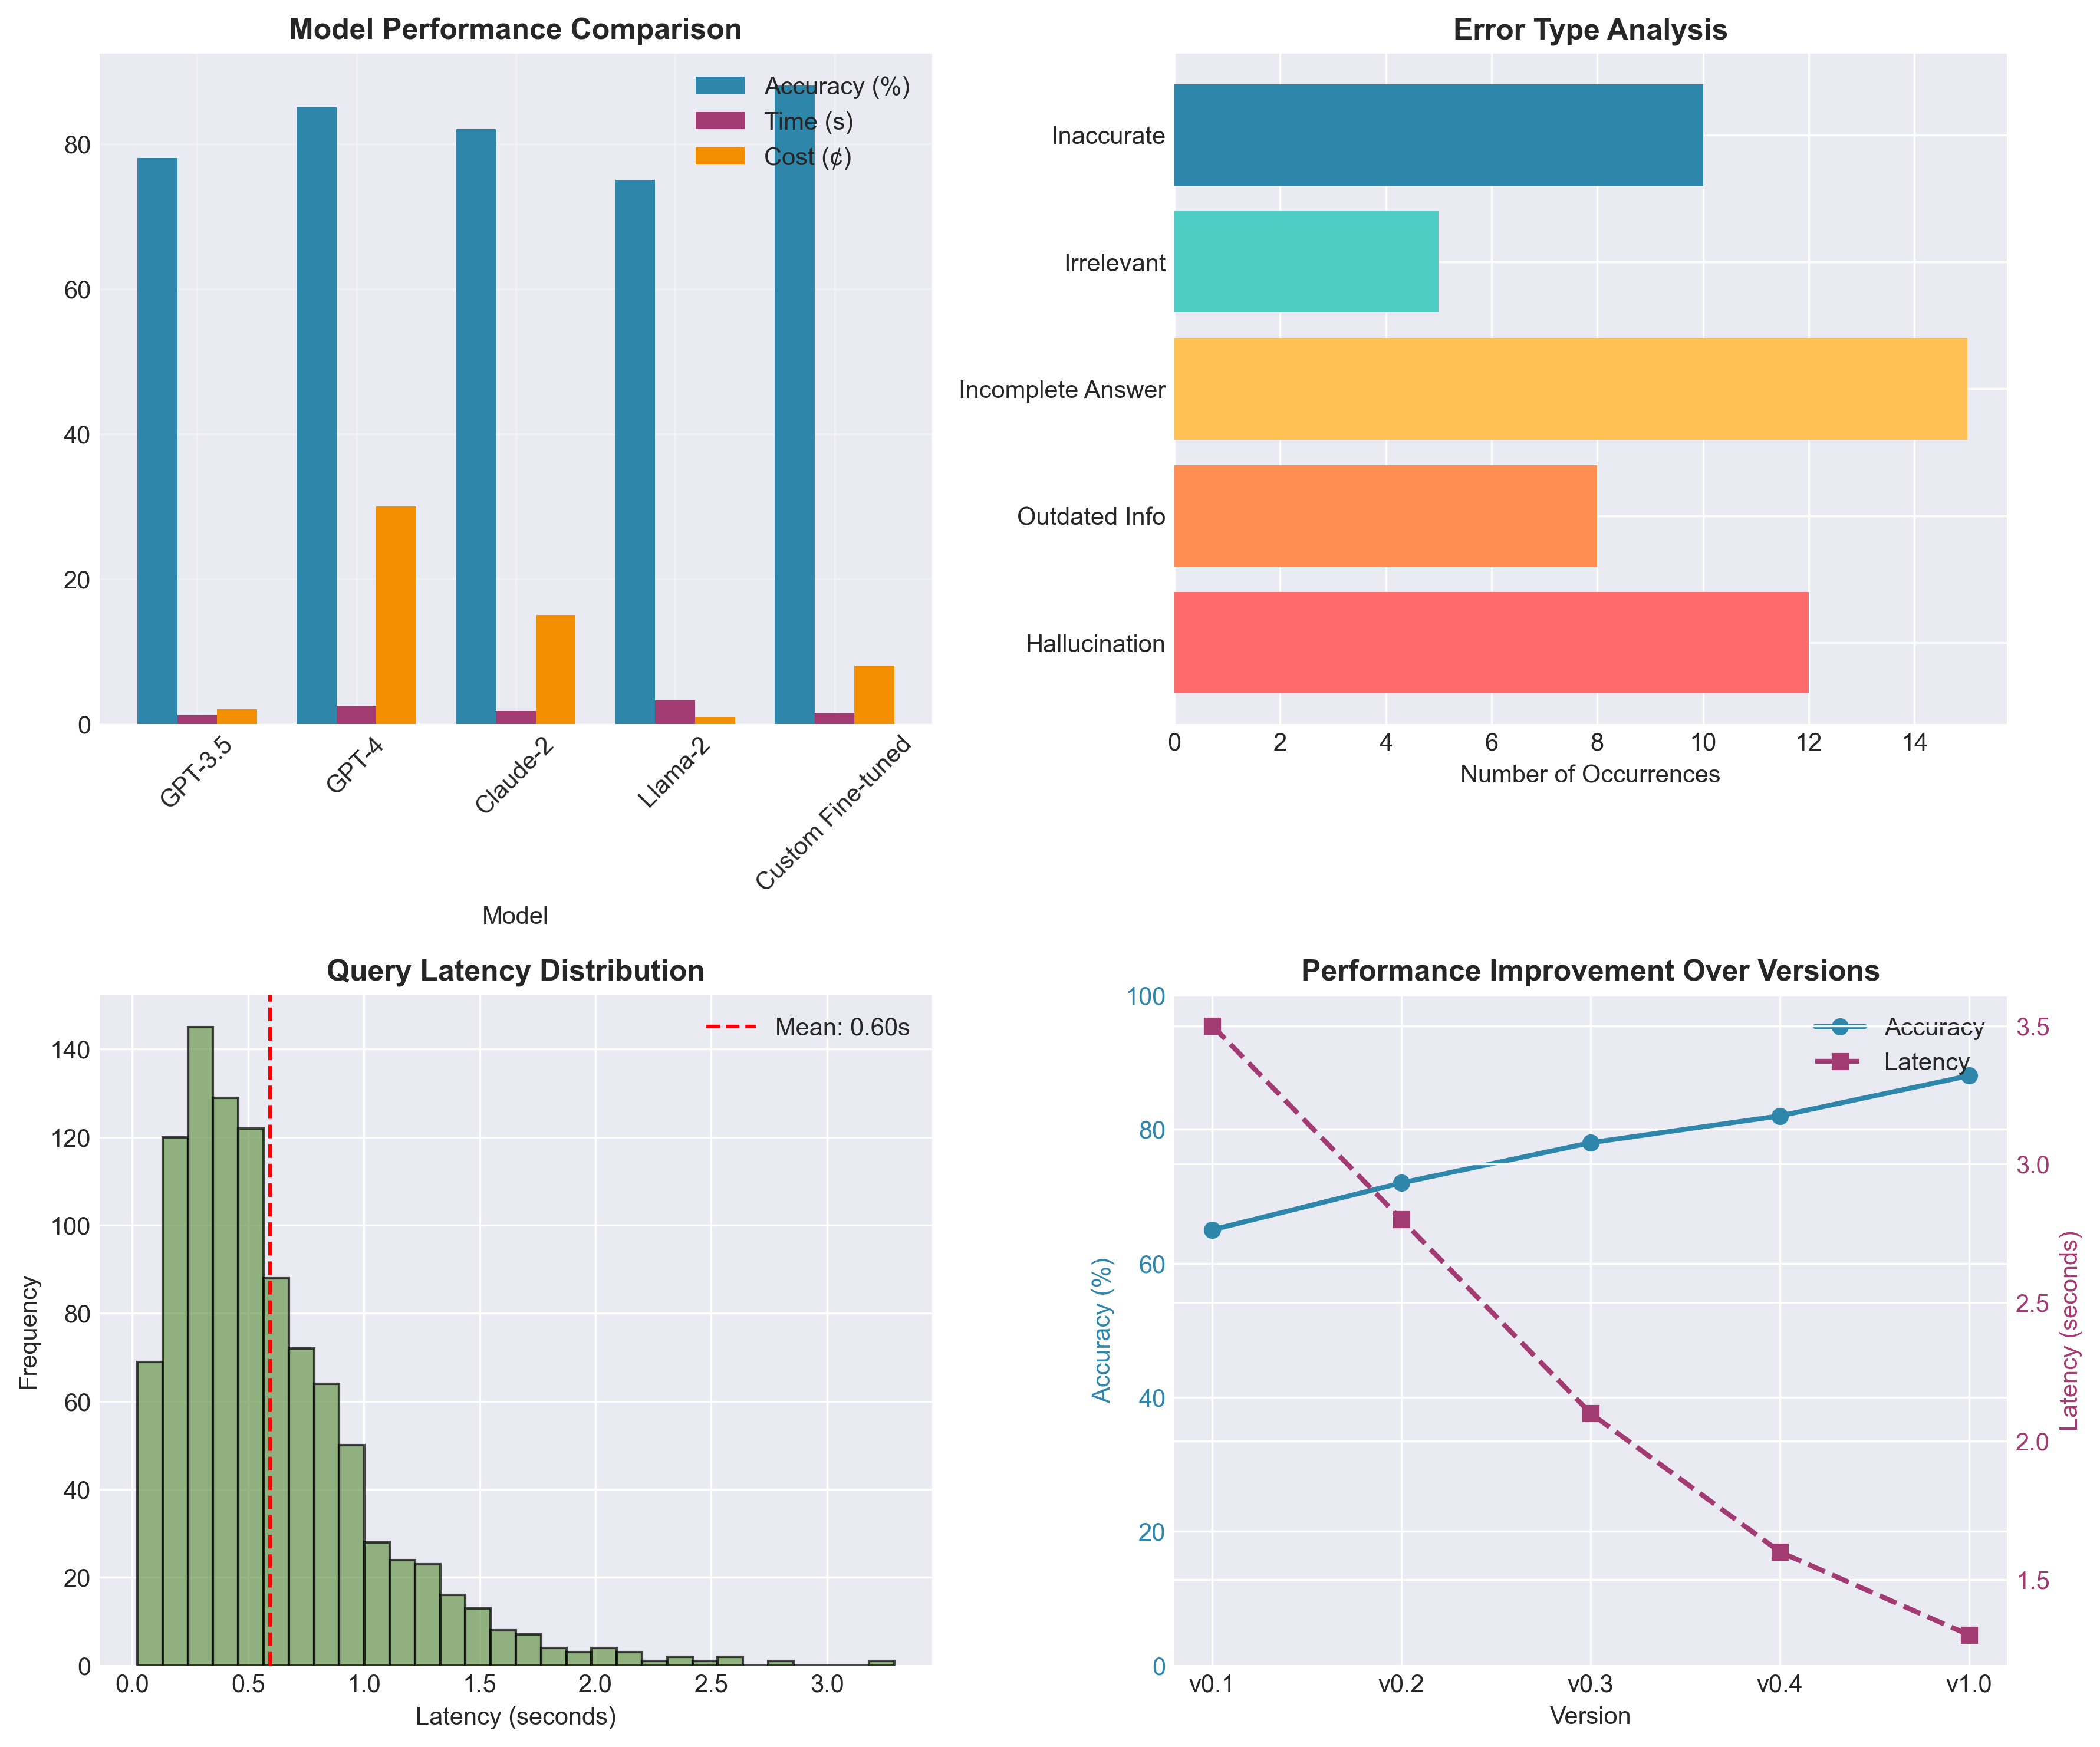 Model Performance Comparison
Accuracy (%)
Time (s)
Cost (¢)
80
60
40
20
0
GPT-3.5
GPT-4
Claude-2
Llama-2
Custom Fine-tuned
Model
Error Type Analysis
Inaccurate
Irrelevant
Incomplete Answer
Outdated Info
Hallucination
0 2 4 6 8 10 12 14
Number of Occurrences
Query Latency Distribution
Mean: 0.60s
Frequency
140
120
100
80
60
40
20
0
0.0 0.5 1.0 1.5 2.0 2.5 3.0
Latency (seconds)
Performance Improvement Over Versions
Accuracy
Latency
Accuracy (%)
100
80
60
40
20
0
3.5
3.0
2.5
2.0
1.5
Latency (seconds)
v0.1 v0.2 v0.3 v0.4 v1.0
Version